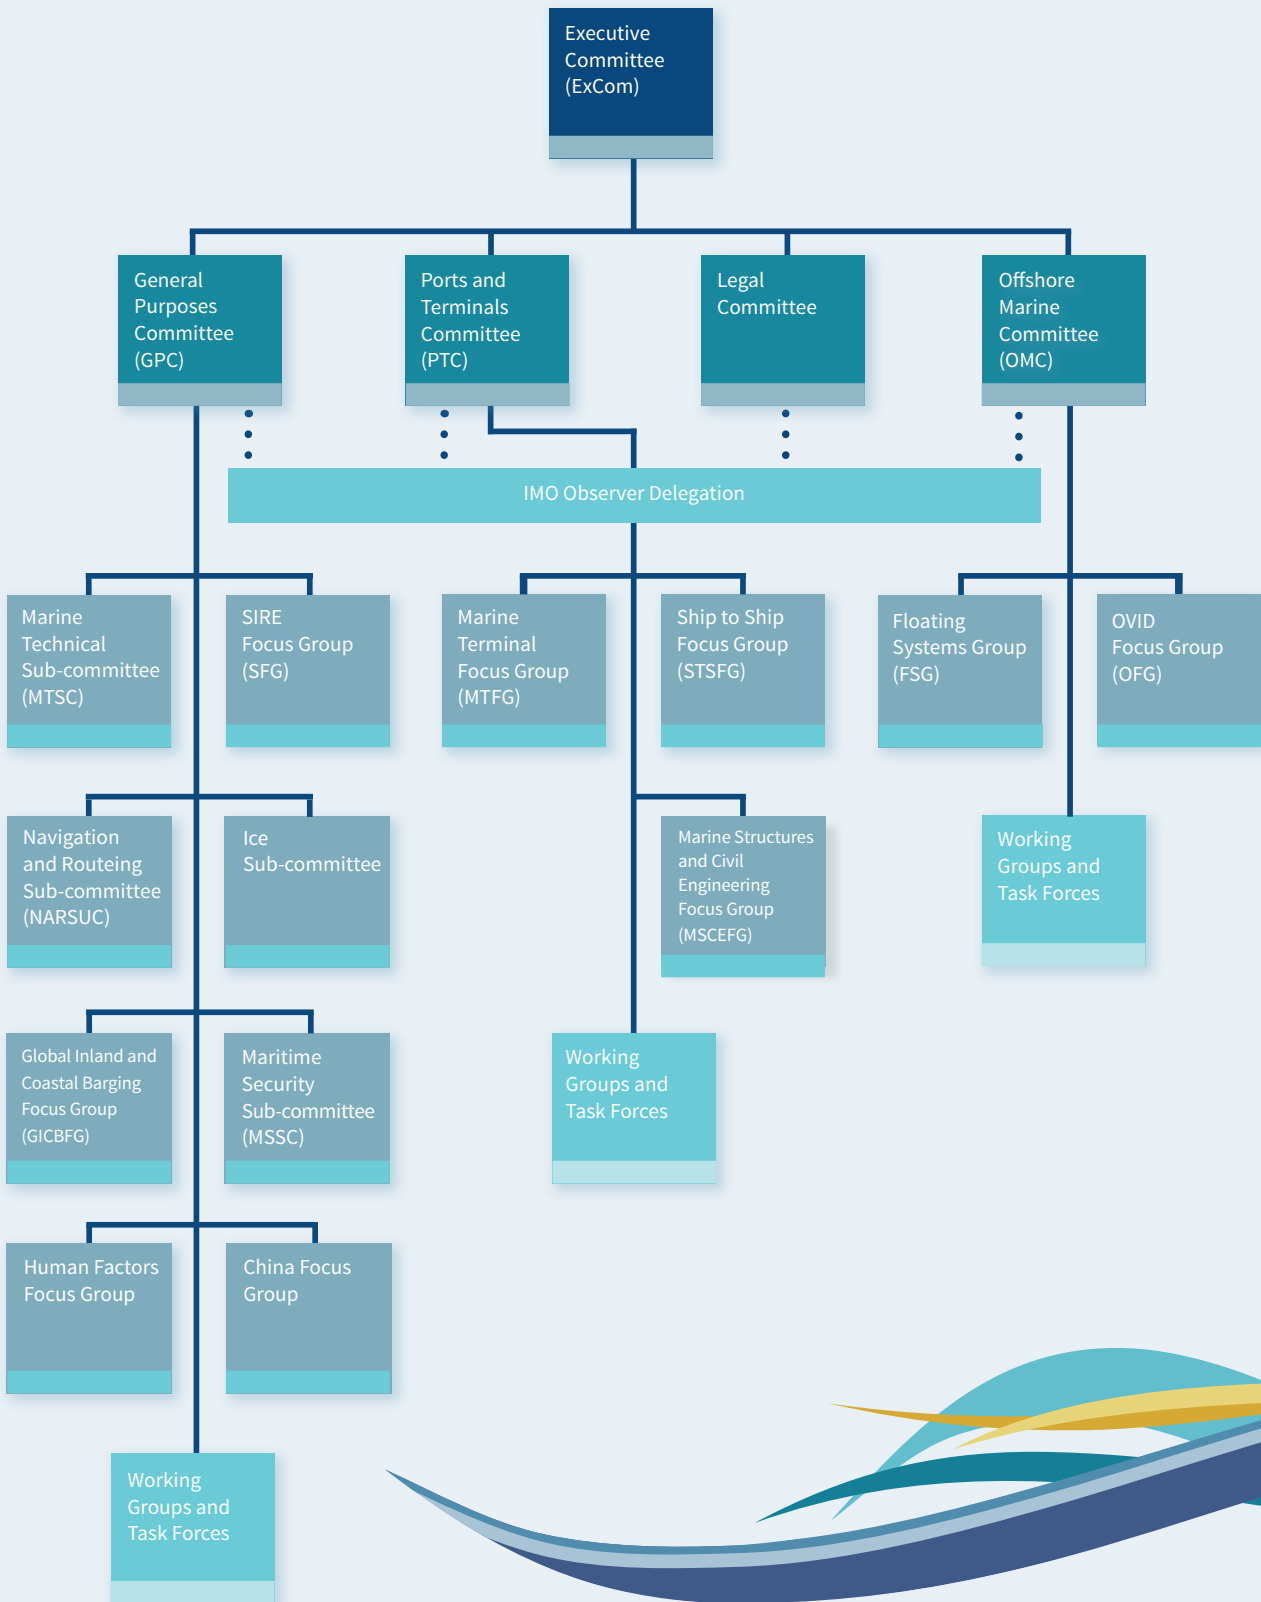 Executive
Committee
(ExCom)
General
Purposes
Committee
(GPC)
Ports and
Terminals
Committee
(PTC)
Legal
Committee
Offshore
Marine
Committee
(OMC)
IMO Observer Delegation
Marine
Technical
Sub-committee
(MTSC)
SIRE
Focus Group
(SFG)
Marine
Terminal
Focus Group
(MTFG)
Ship to Ship
Focus Group
(STSFG)
Floating
Systems Group
(FSG)
OVID
Focus Group
(OFG)
Navigation
and Routeing
Sub-committee
(NARSUC)
Ice
Sub-committee
Marine Structures
and Civil
Engineering
Focus Group
(MSCEFG)
Working
Groups and
Task Forces
Global Inland and
Coastal Barging
Focus Group
(GICBFG)
Maritime
Security
Sub-committee
(MSSC)
Working
Groups and
Task Forces
Human Factors
Focus Group
China Focus
Group
Working
Groups and
Task Forces